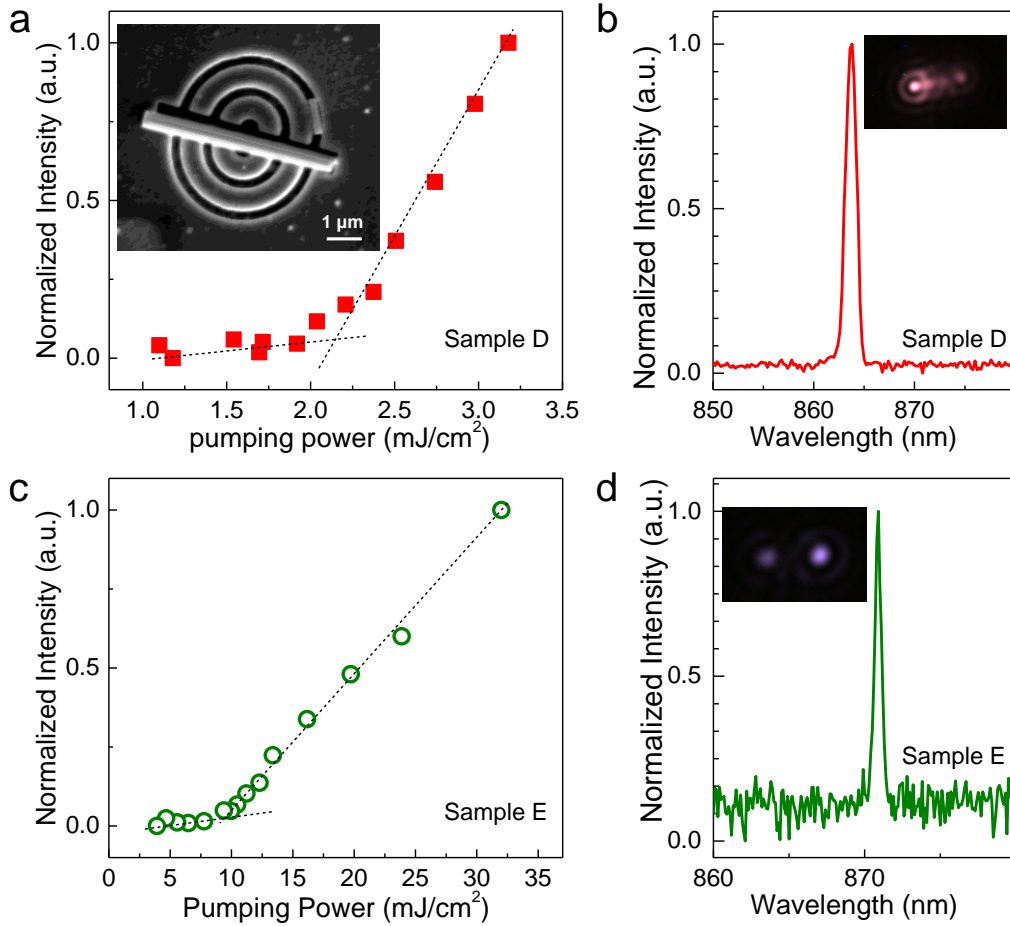 a
Normalized Intensity (a.u.)
1.0
0.5
0.0
1 µm
Sample D
1.0 1.5 2.0 2.5 3.0 3.5
pumping power (mJ/cm²)
b
Normalized Intensity (a.u.)
1.0
0.5
0.0
Sample D
850 860 870
Wavelength (nm)
c
Normalized Intensity (a.u.)
1.0
0.5
0.0
Sample E
5 10 15 20 25 30 35
Pumping Power (mJ/cm²)
d
Normalized Intensity (a.u.)
1.0
0.5
0.0
Sample E
860 870
Wavelength (nm)